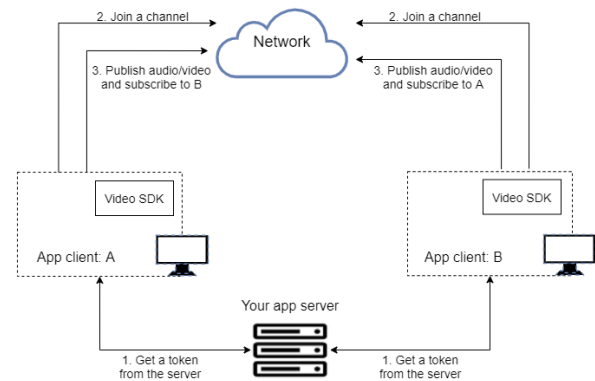 2. Join a channel
Network
2. Join a channel
3. Publish audio/video
and subscribe to B
3. Publish audio/video
and subscribe to A
Video SDK
App client: A
Video SDK
App client: B
Your app server
1. Get a token
from the server
1. Get a token
from the server